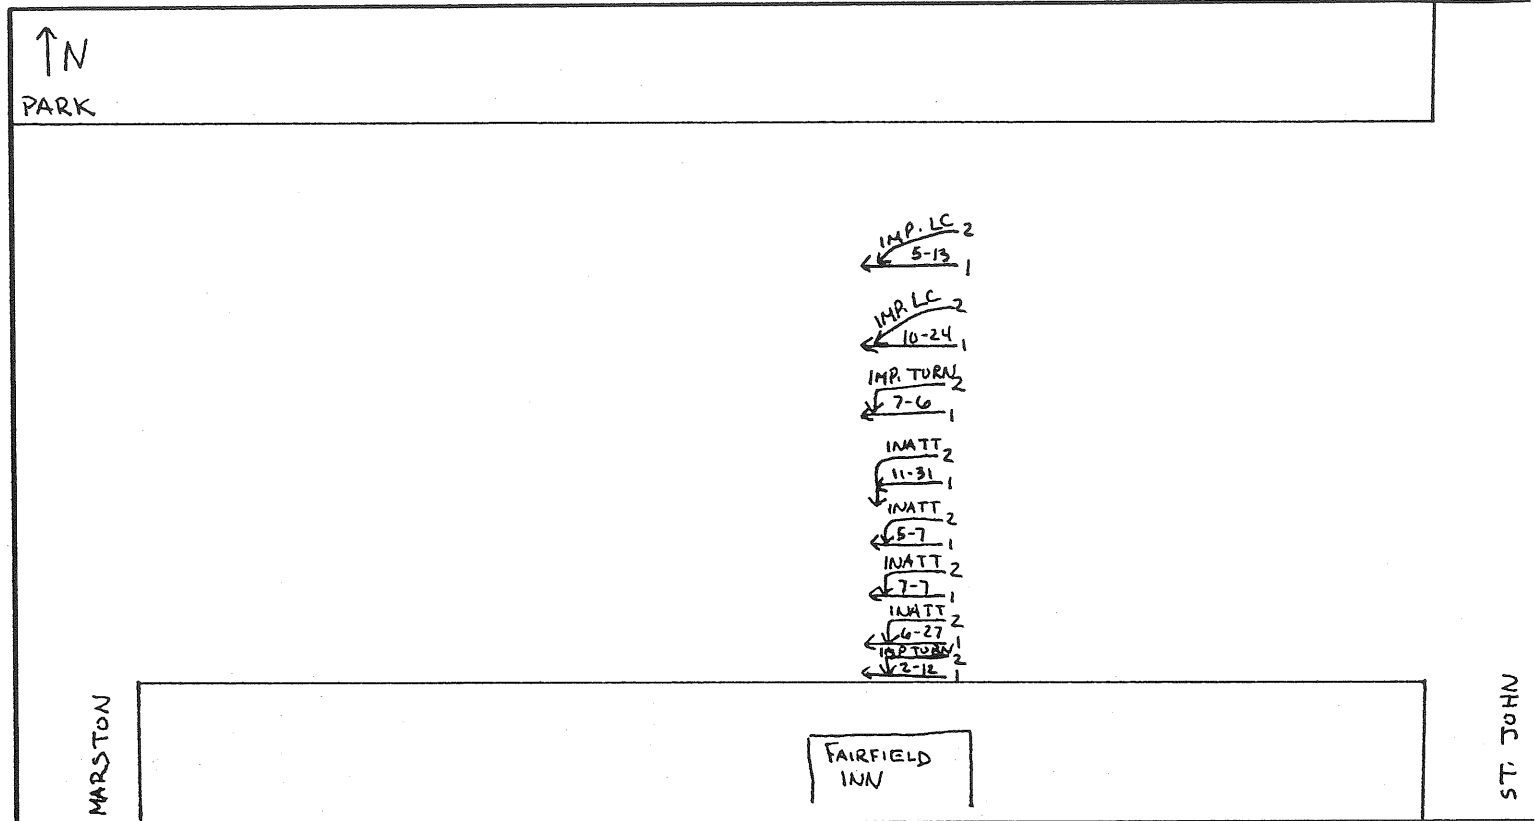 ↑N
PARK
IMP. LC 2
5-13 1
IMP. LC 2
10-24 1
IMP. TURN 2
7-6 1
INATT 2
11-31 1
INATT 2
5-7 1
INATT 2
7-7 1
INATT 2
6-27 1
IMP TURN 2
2-12 1
MARSTON
FAIRFIELD
INN
ST. JOHN